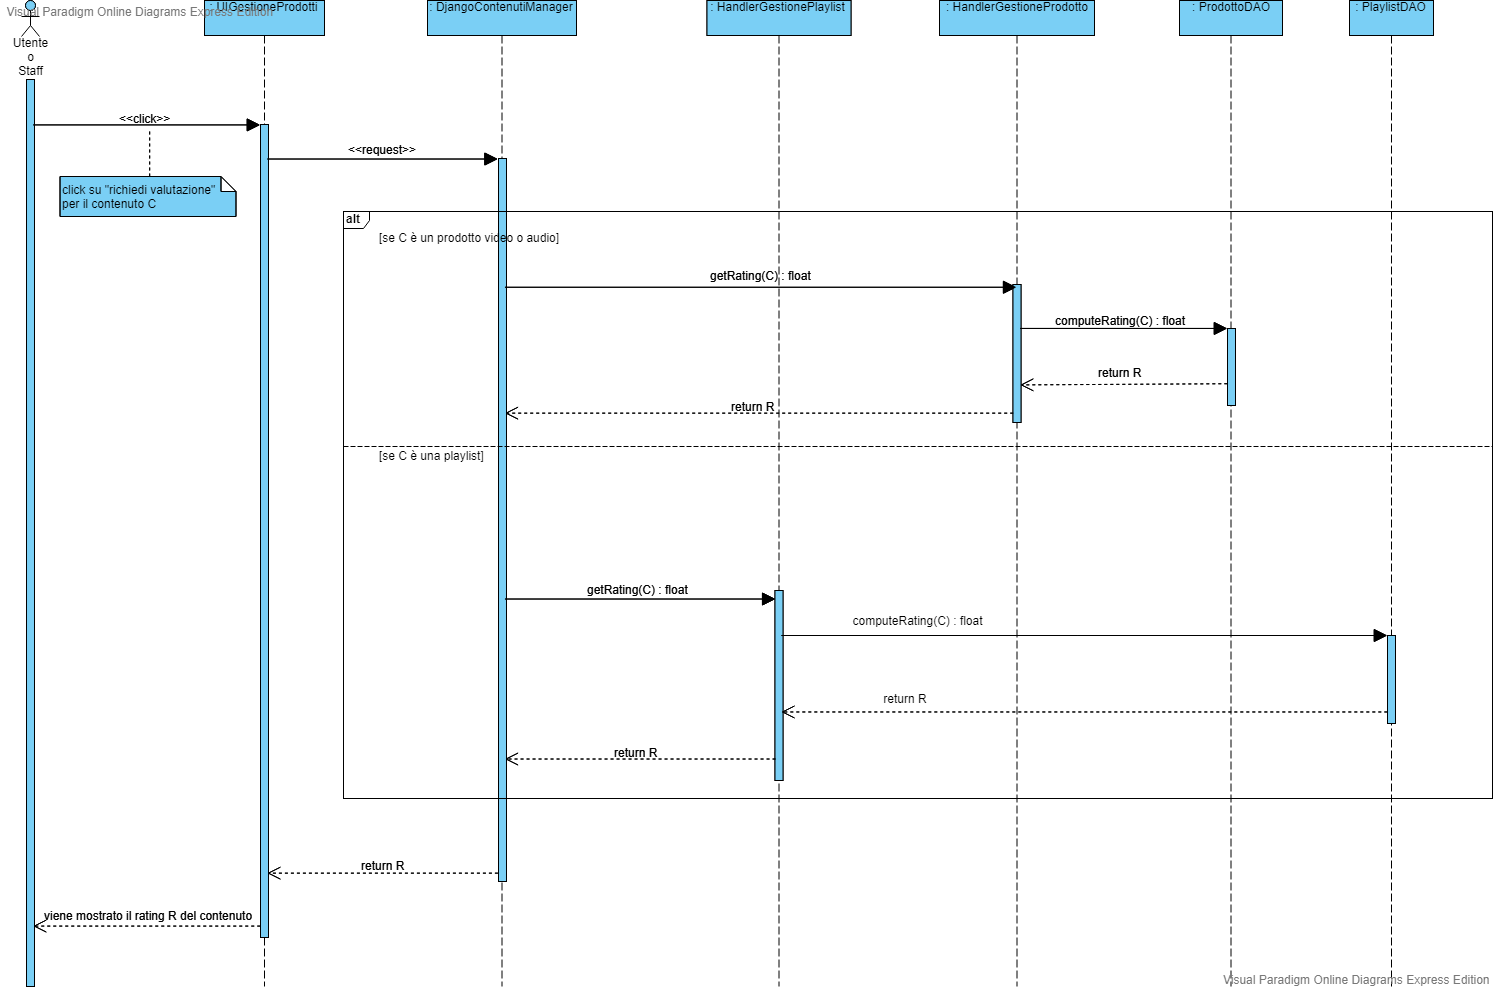 Visual Paradigm Online Diagrams Express Edition
: UIGestioneProdotti
: DjangoContenutiManager
: HandlerGestionePlaylist
: HandlerGestioneProdotto
: ProdottoDAO
: PlaylistDAO
Utente
o
Staff
<<click>>
<<request>>
click su "richiedi valutazione"
per il contenuto C
alt
[se C è un prodotto video o audio]
getRating(C) : float
computeRating(C) : float
return R
return R
[se C è una playlist]
getRating(C) : float
computeRating(C) : float
return R
return R
return R
viene mostrato il rating R del contenuto
Visual Paradigm Online Diagrams Express Edition